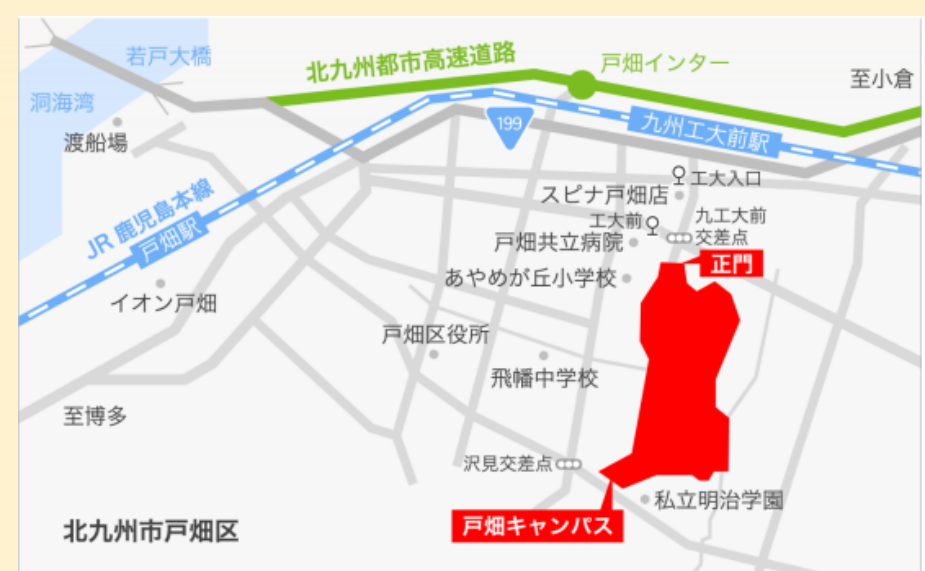 若戸大橋
北九州都市高速道路
戸畑インター
至小倉
洞海湾
渡船場
199
九州工大前駅
工大入口
スピナ戸畑店
JR 鹿児島本線
戸畑駅
工大前
九工大前
交差点
戸畑共立病院
正門
あやめが丘小学校
イオン戸畑
戸畑区役所
飛幡中学校
至博多
沢見交差点
私立明治学園
戸畑キャンパス
北九州市戸畑区